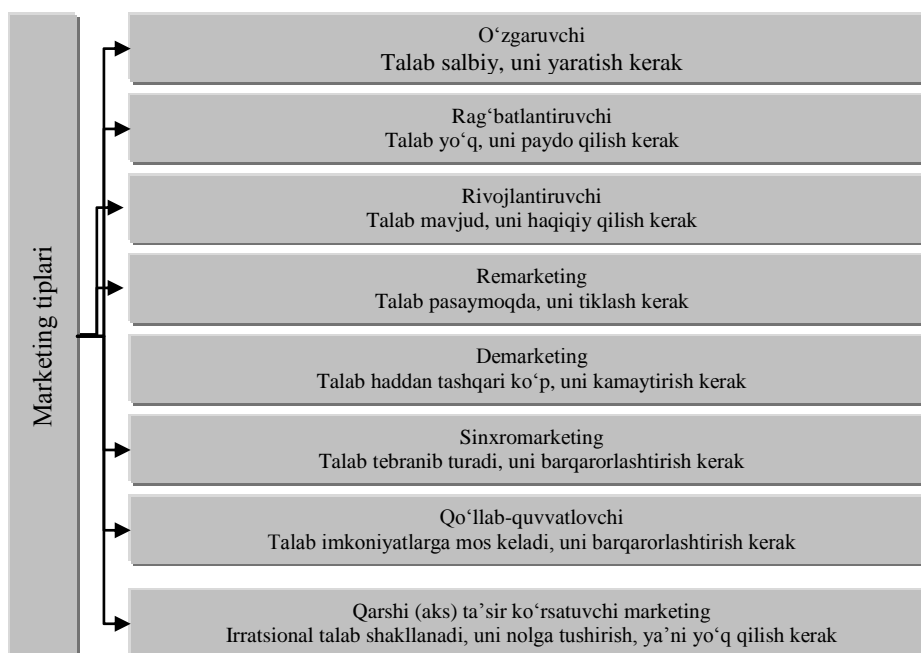 Marketing tiplari
O‘zgaruvchi
Talab salbiy, uni yaratish kerak
Rag‘batlantiruvchi
Talab yo‘q, uni paydo qilish kerak
Rivojlantiruvchi
Talab mavjud, uni haqiqiy qilish kerak
Remarketing
Talab pasaymoqda, uni tiklash kerak
Demarketing
Talab haddan tashqari ko‘p, uni kamaytirish kerak
Sinxromarketing
Talab tebranib turadi, uni barqarorlashtirish kerak
Qo‘llab-quvvatlovchi
Talab imkoniyatlarga mos keladi, uni barqarorlashtirish kerak
Qarshi (aks) ta’sir ko‘rsatuvchi marketing
Irratsional talab shakllanadi, uni nolga tushirish, ya’ni yo‘q qilish kerak